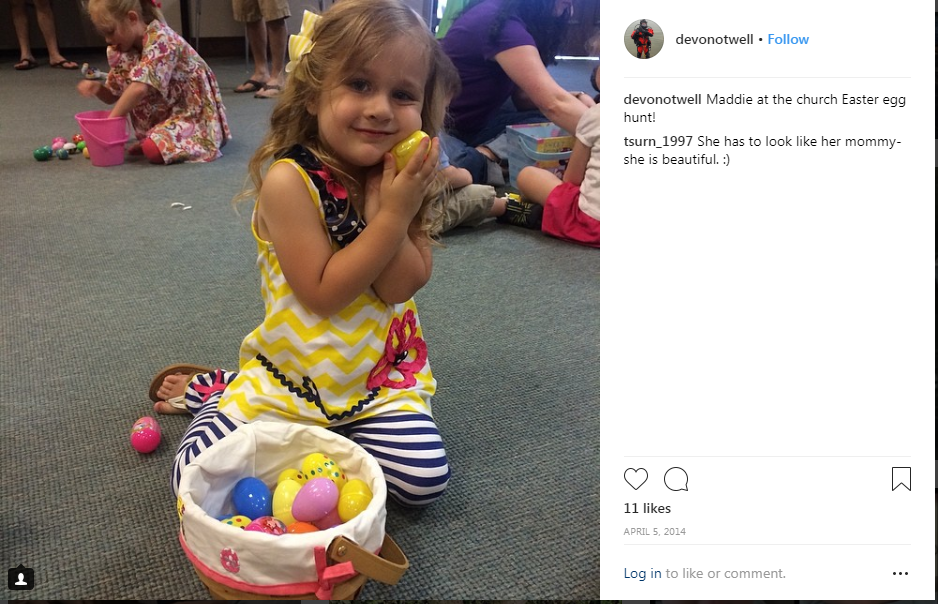 devonotwell • Follow
devonotwell Maddie at the church Easter egg
hunt!
tsurn_1997 She has to look like her mommy-
she is beautiful. :)
11 likes
APRIL 5, 2014
Log in to like or comment.